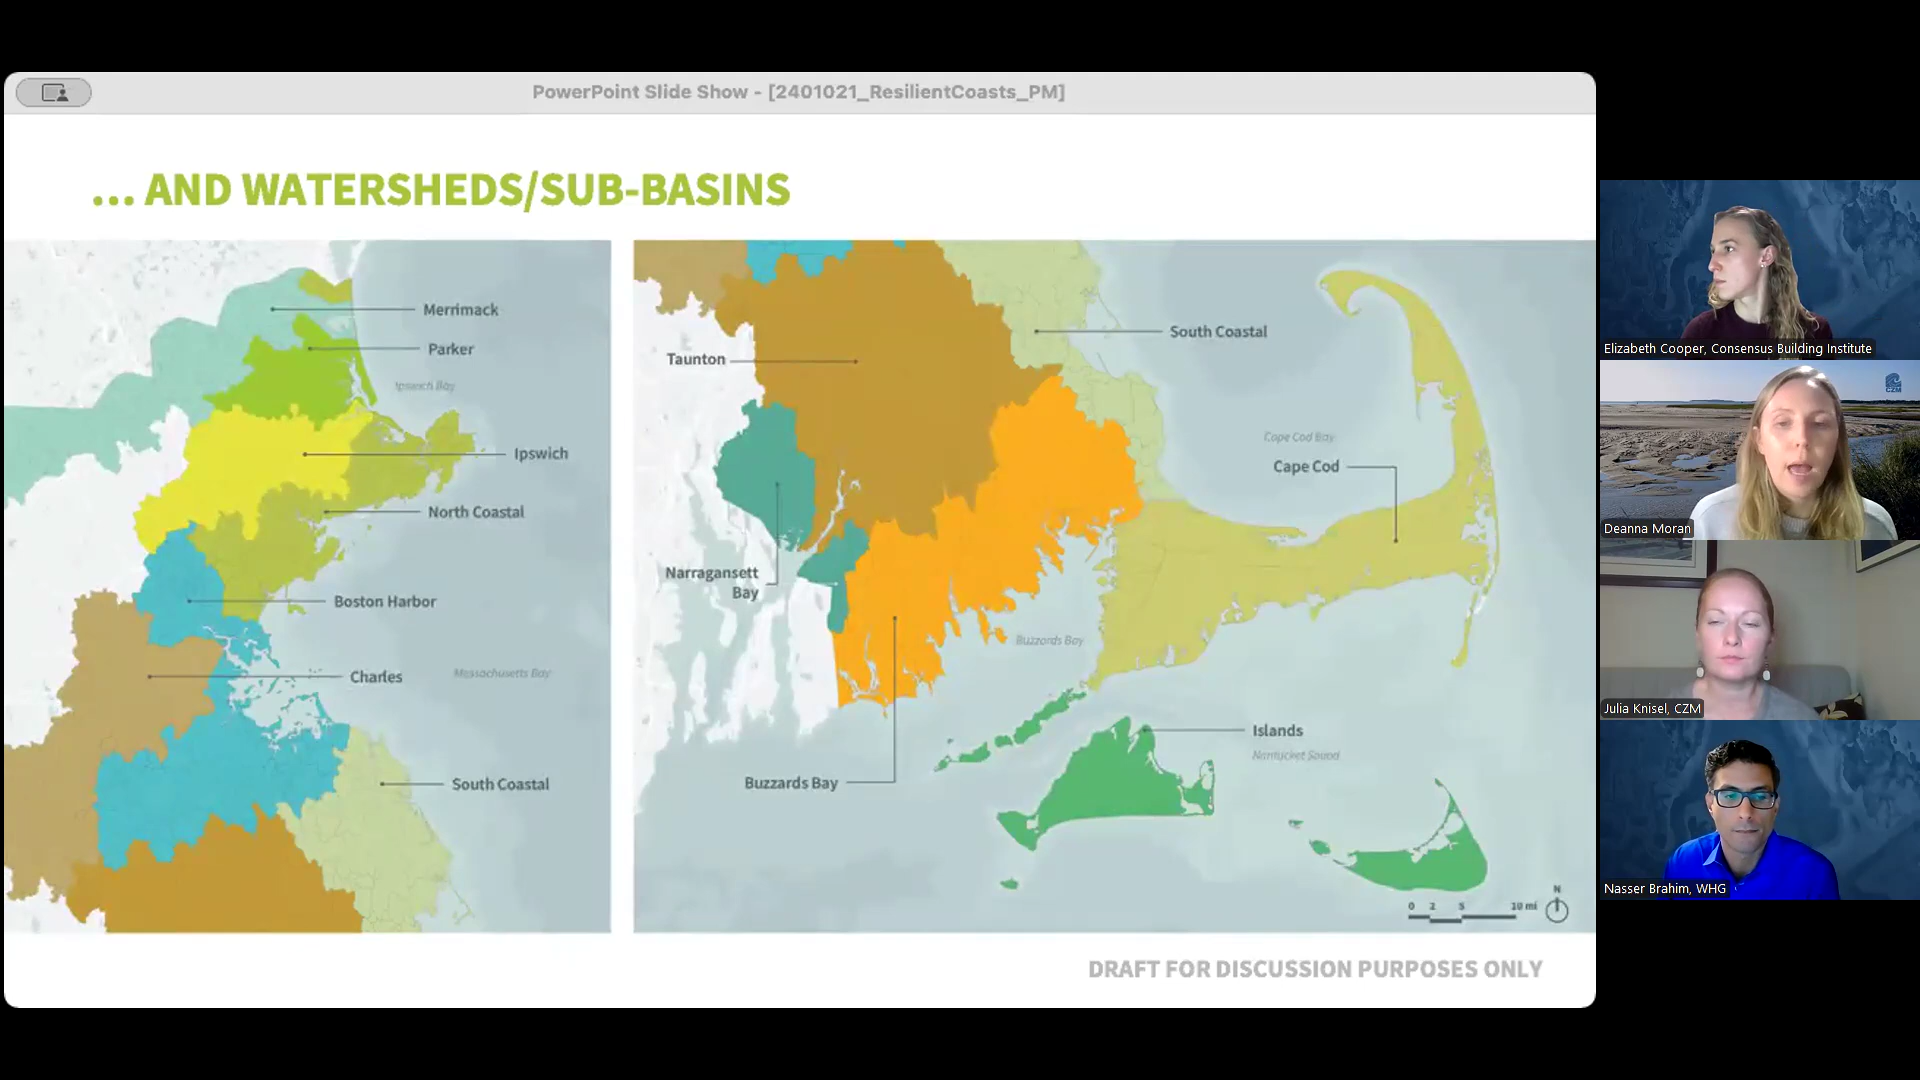 PowerPoint Slide Show - [2401021_ResilientCoasts_PM]
... AND WATERSHEDS/SUB-BASINS
Merrimack
Parker
Ipswich Bay
Ipswich
North Coastal
Boston Harbor
Charles
Massachusetts Bay
South Coastal
South Coastal
Taunton
Cape Cod Bay
Cape Cod
Narragansett
Bay
Buzzards Bay
Islands
Nantucket Sound
Buzzards Bay
0 2 5 10 mi
N
DRAFT FOR DISCUSSION PURPOSES ONLY
Elizabeth Cooper, Consensus Building Institute
CZM
Deanna Moran
Julia Knisel, CZM
Nasser Brahim, WHG